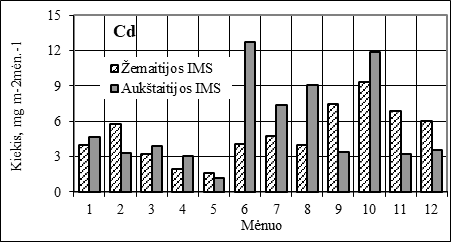 Cd
Žemaitijos IMS
Aukštaitijos IMS
Kiekis, mg m-2mėn.-1
15
12
9
6
3
0
1 2 3 4 5 6 7 8 9 10 11 12
Mėnuo